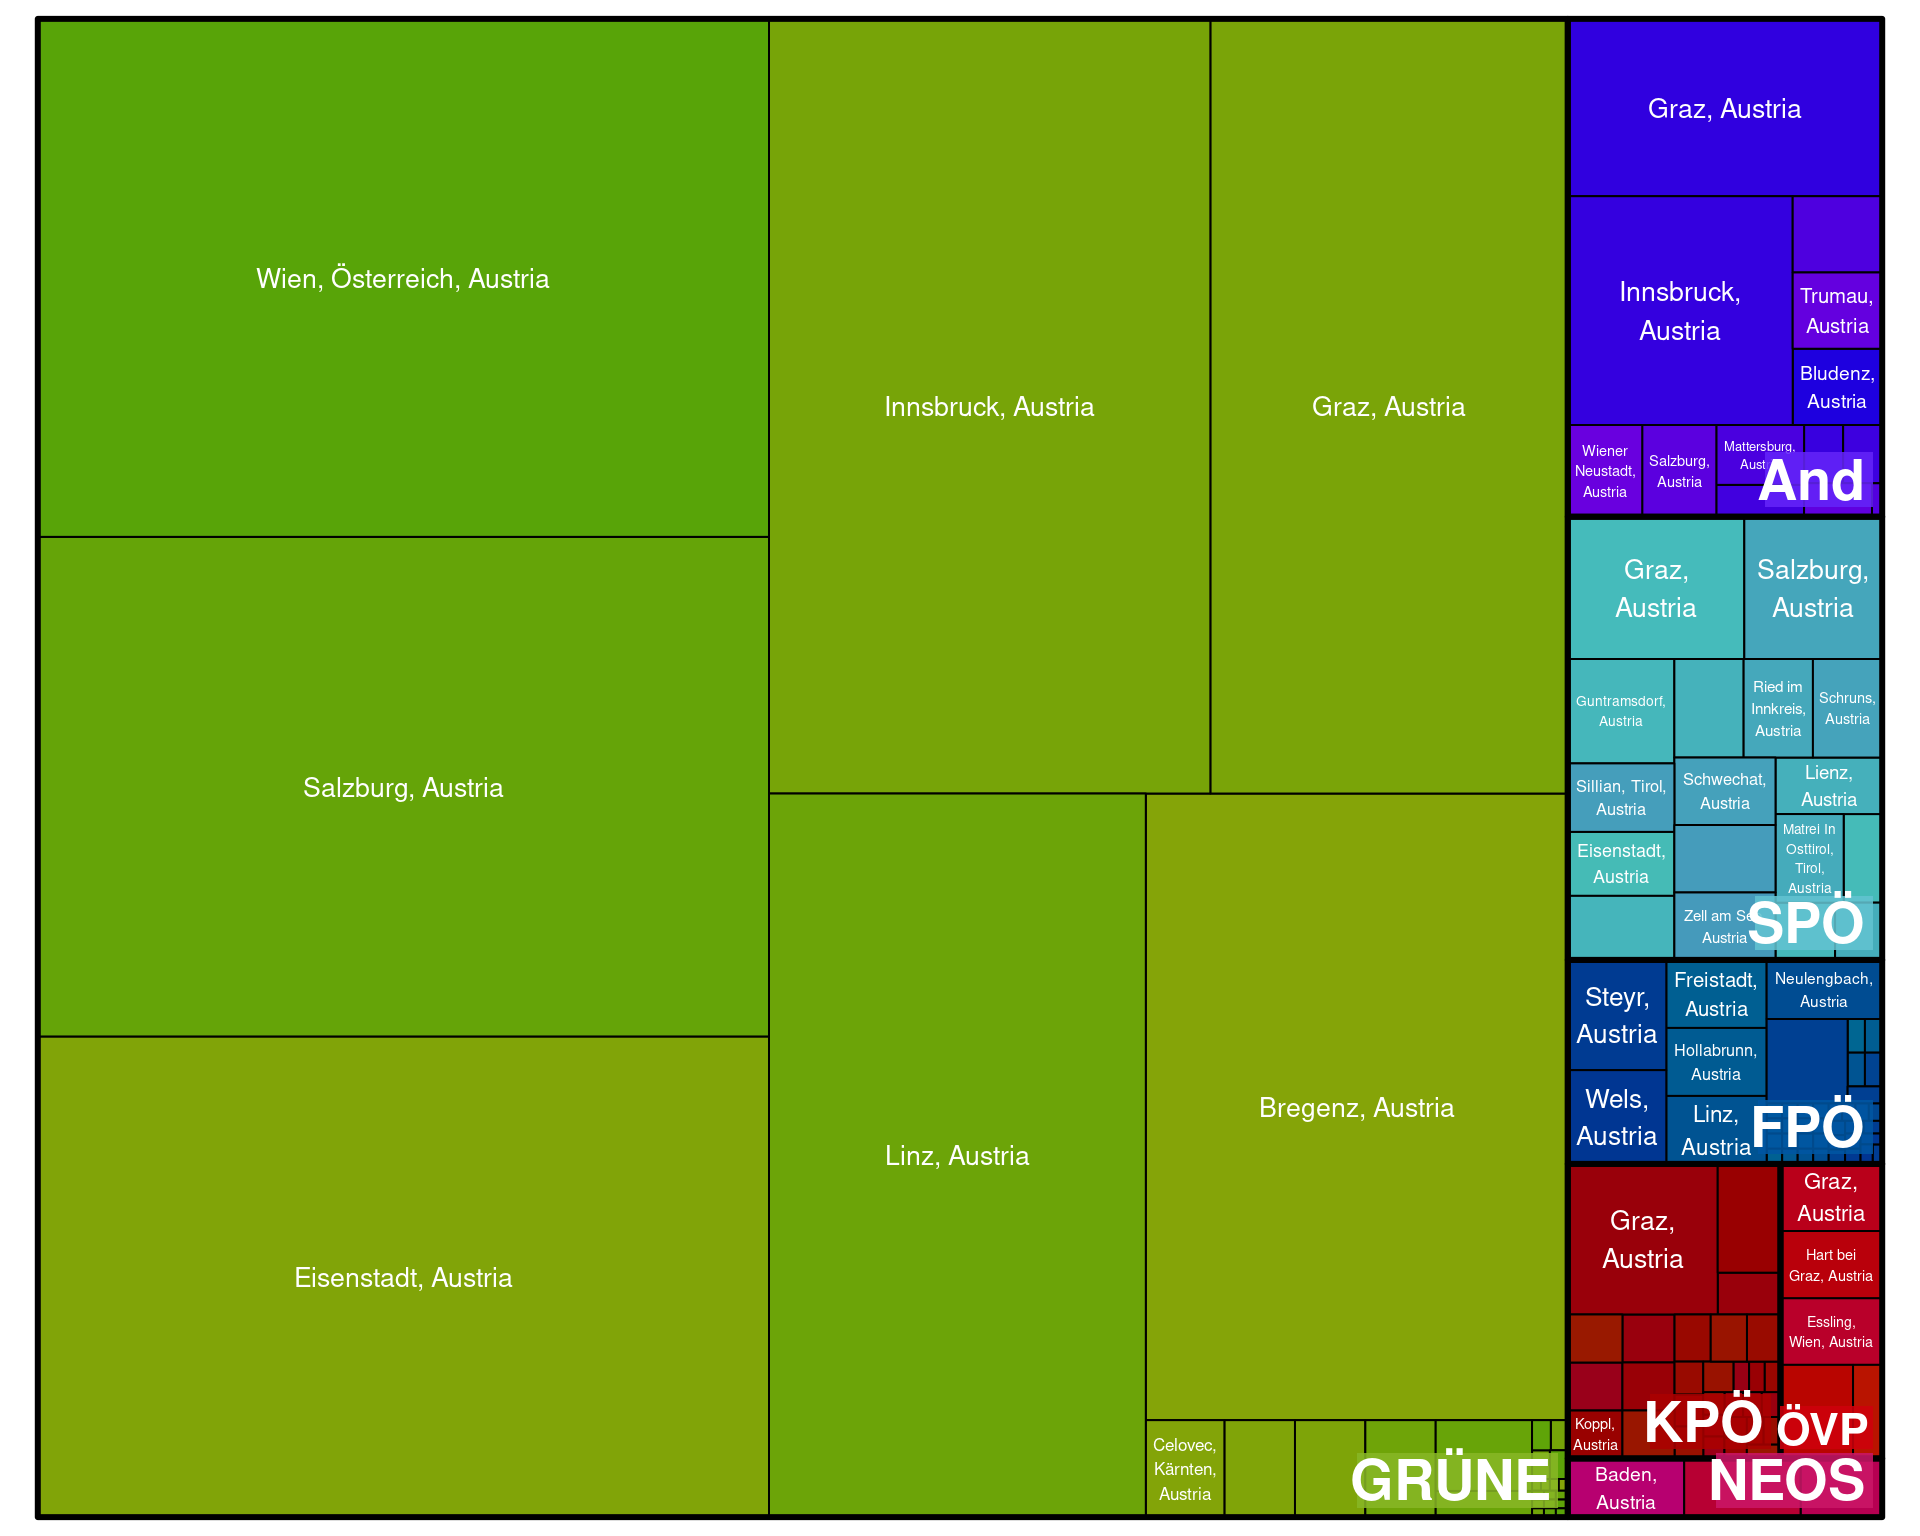 Wien, Österreich, Austria
Salzburg, Austria
Eisenstadt, Austria
Innsbruck, Austria
Graz, Austria
Linz, Austria
Bregenz, Austria
Celovec,
Kärnten,
Austria
GRÜNE
Graz, Austria
Innsbruck,
Austria
Trumau,
Austria
Bludenz,
Austria
Wiener
Neustadt,
Austria
Salzburg,
Austria
Mattersburg,
Aust
And
Graz,
Austria
Salzburg,
Austria
Guntramsdorf,
Austria
Ried im
Innkreis,
Austria
Schruns,
Austria
Sillian, Tirol,
Austria
Schwechat,
Austria
Lienz,
Austria
Eisenstadt,
Austria
Matrei In
Osttirol,
Tirol,
Austria
Zell am Se
Austria
SPÖ
Steyr,
Austria
Freistadt,
Austria
Neulengbach,
Austria
Hollabrunn,
Austria
Wels,
Austria
Linz,
Austria
FPÖ
Graz,
Austria
Koppl,
Austria
KPÖ
Graz,
Austria
Hart bei
Graz, Austria
Essling,
Wien, Austria
ÖVP
Baden,
Austria
NEOS